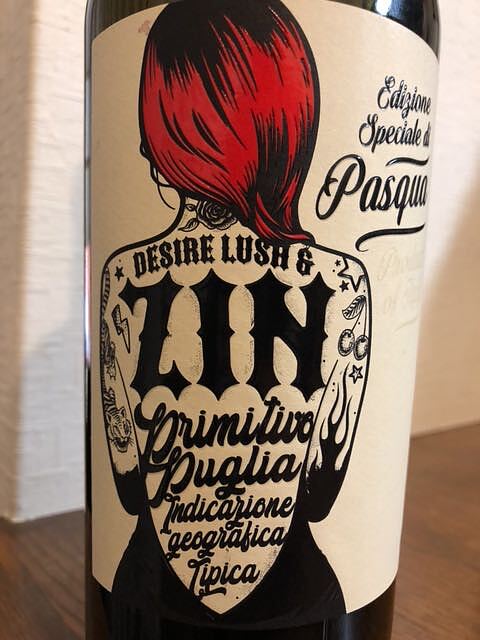 Edizione
Speciale di
Pasqua
DESIRE LUSH &
ZIN
Primitivo
Puglia
Indicazione
geografica
Tipica